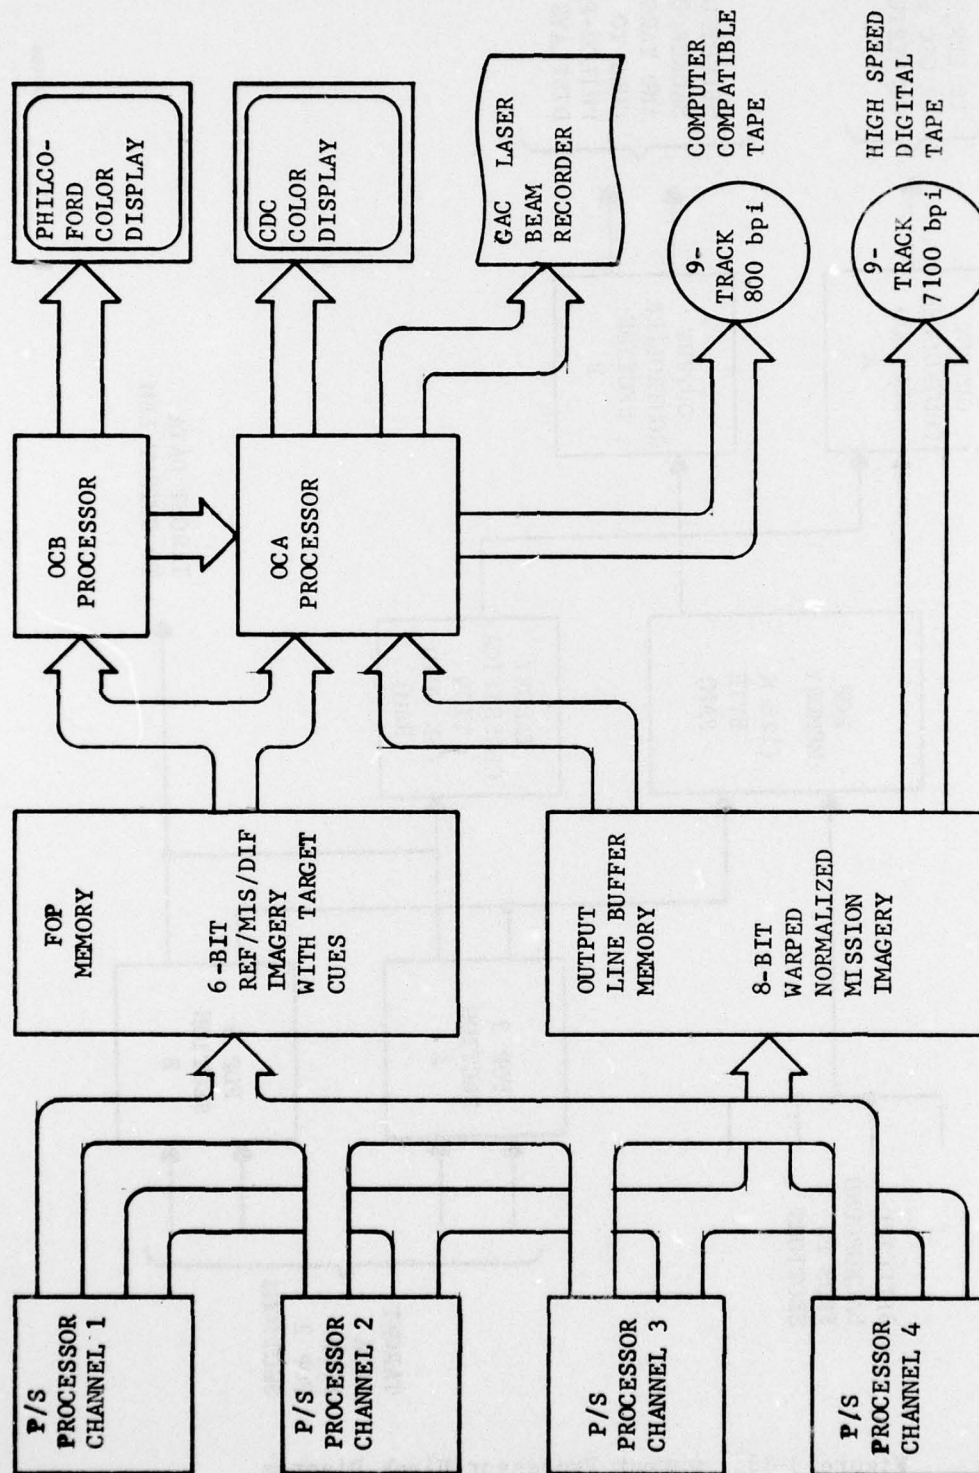 P/S
PROCESSOR
CHANNEL 1
P/S
PROCESSOR
CHANNEL 2
P/S
PROCESSOR
CHANNEL 3
P/S
PROCESSOR
CHANNEL 4
FOP
MEMORY
6-BIT
REF/MIS/DIF
IMAGERY
WITH TARGET
CUES
OUTPUT
LINE BUFFER
MEMORY
8-BIT
WARPED
NORMALIZED
MISSION
IMAGERY
OCB
PROCESSOR
OCA
PROCESSOR
PHILCO-
FORD
COLOR
DISPLAY
CDC
COLOR
DISPLAY
GAC LASER
BEAM
RECORDER
9-
TRACK
800 bpi
COMPUTER
COMPATIBLE
TAPE
9-
TRACK
7100 bpi
HIGH SPEED
DIGITAL
TAPE